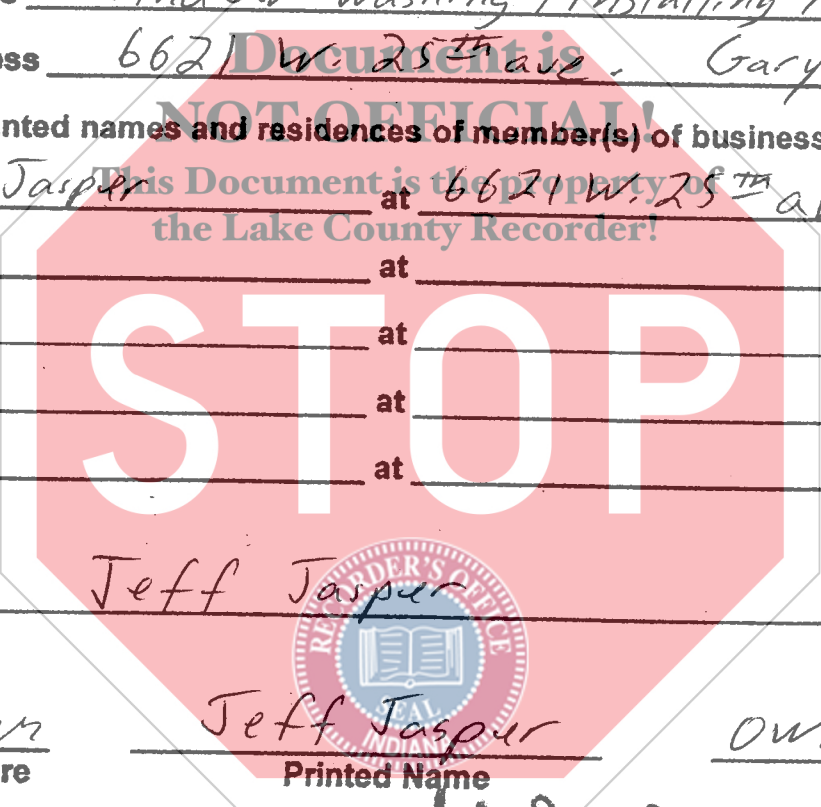 Washing / Installing
ess 6621 W. 25th ave. Gary
Document is
NOT OFFICIAL!
nted names and residences of member(s) of business
This Document is the property of
Jasper at 6621 W. 25th a
the Lake County Recorder!
at
at
at
at
STOP
Jeff Jasper
RECORDER'S OFFICE
SEAL
INDIANA
Jeff Jasper ow
re Printed Name